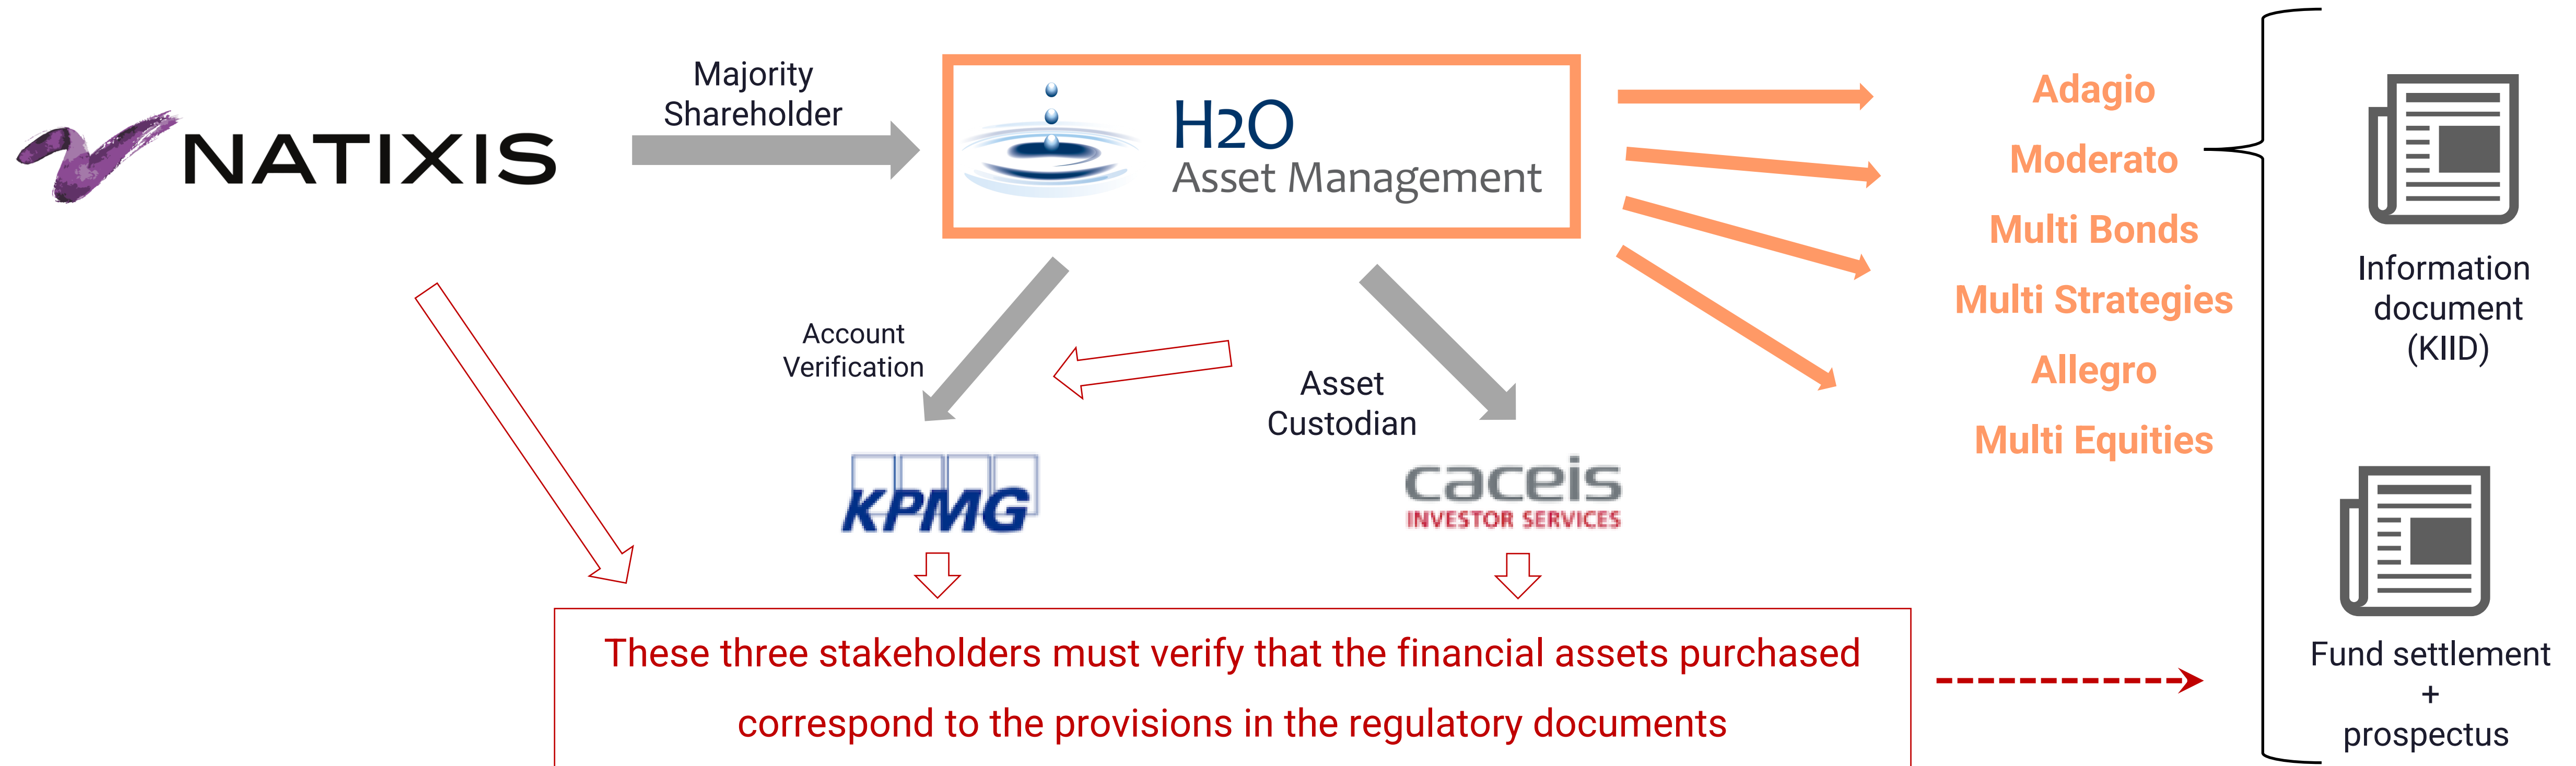 NATIXIS
Majority
Shareholder
H2O
Asset Management
Adagio
Moderato
Multi Bonds
Multi Strategies
Allegro
Multi Equities
Information
document
(KIID)
Account
Verification
Asset
Custodian
KPMG
caceis
INVESTOR SERVICES
These three stakeholders must verify that the financial assets purchased
correspond to the provisions in the regulatory documents
Fund settlement
+
prospectus